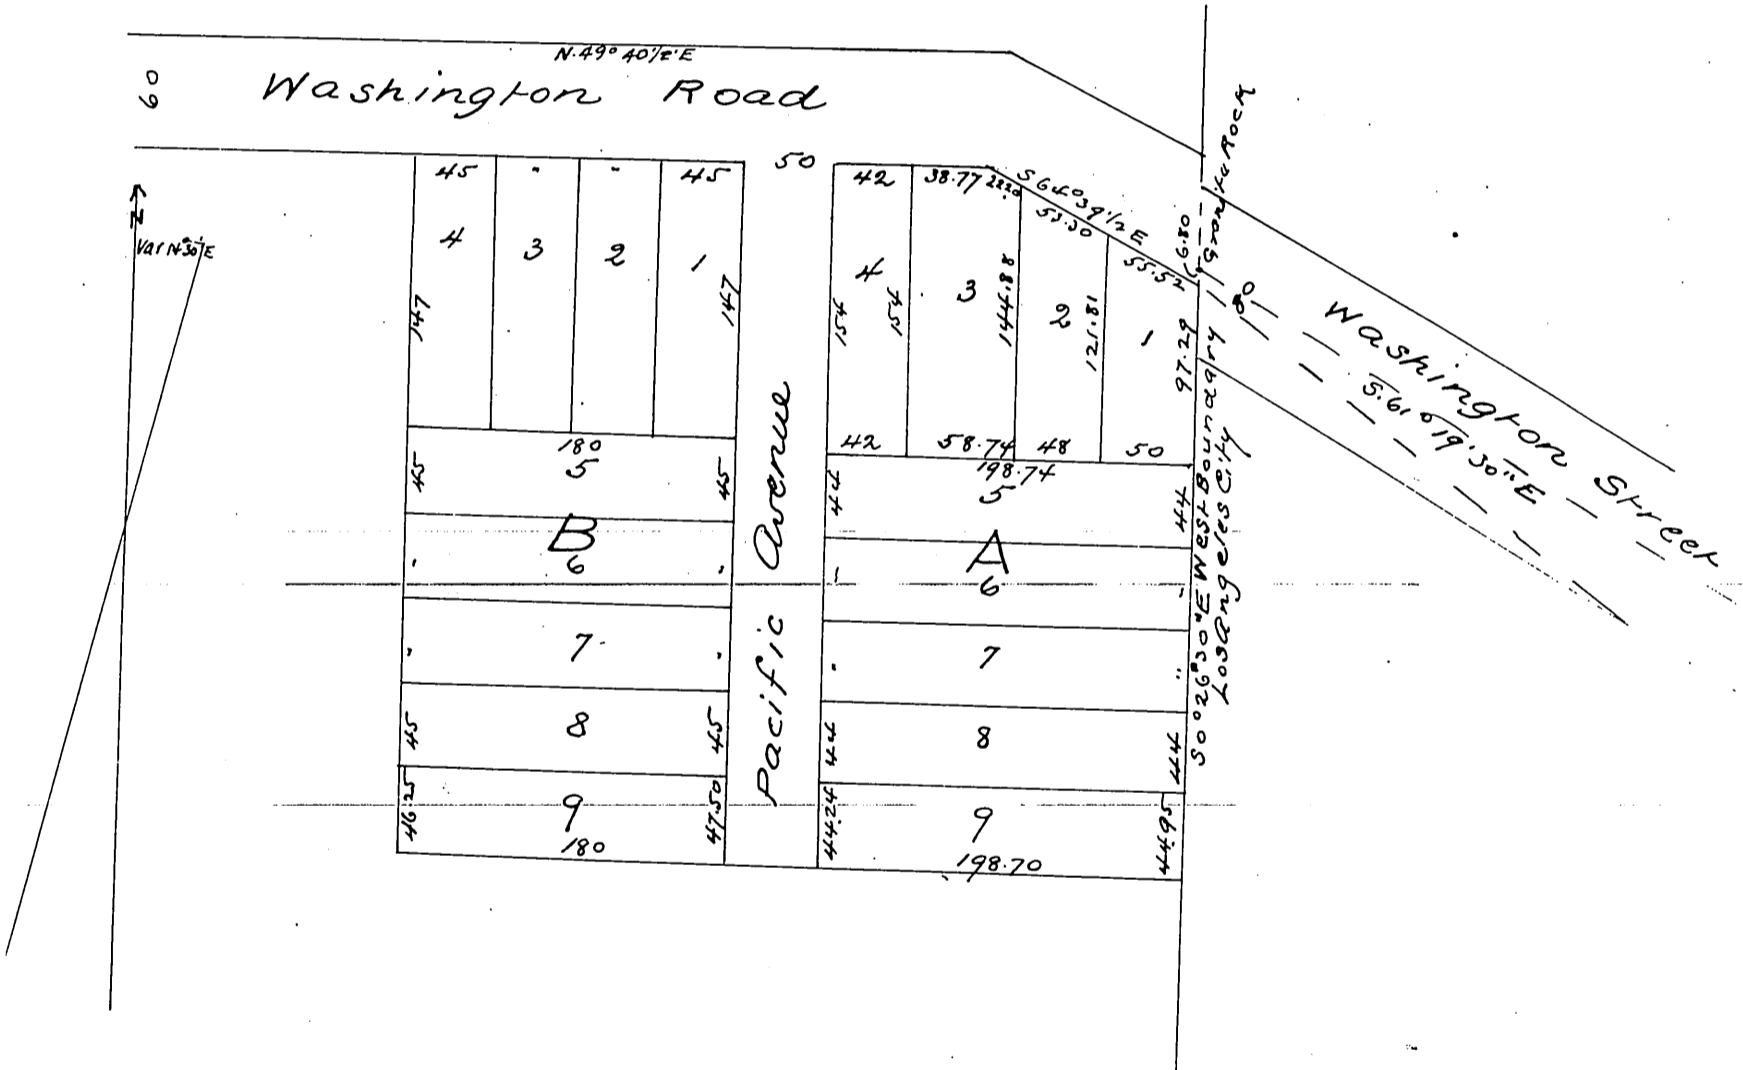 N.49° 40½'E
60
Washington Road
45 " " 45
50
42 38.77 22.20
S 64° 39½ E
53.30
55.52
6.80
Granite Rock
N
4 3 2 1
147 147
4 3 2 1
154 154 144.88 121.81 97.29
80
Washington Street
S.61° 19' 30" E
180
42 58.74 48 50
198.74
45 5 45
44 5 44
B
A
" 6 "
" 6 "
" 7 "
" 7 "
45 8 45
44 8 44
46.25 9 47.50
180
44.24 9 44.95
198.70
Pacific Avenue
S0°26'30"E West Boundary
Los Angeles City